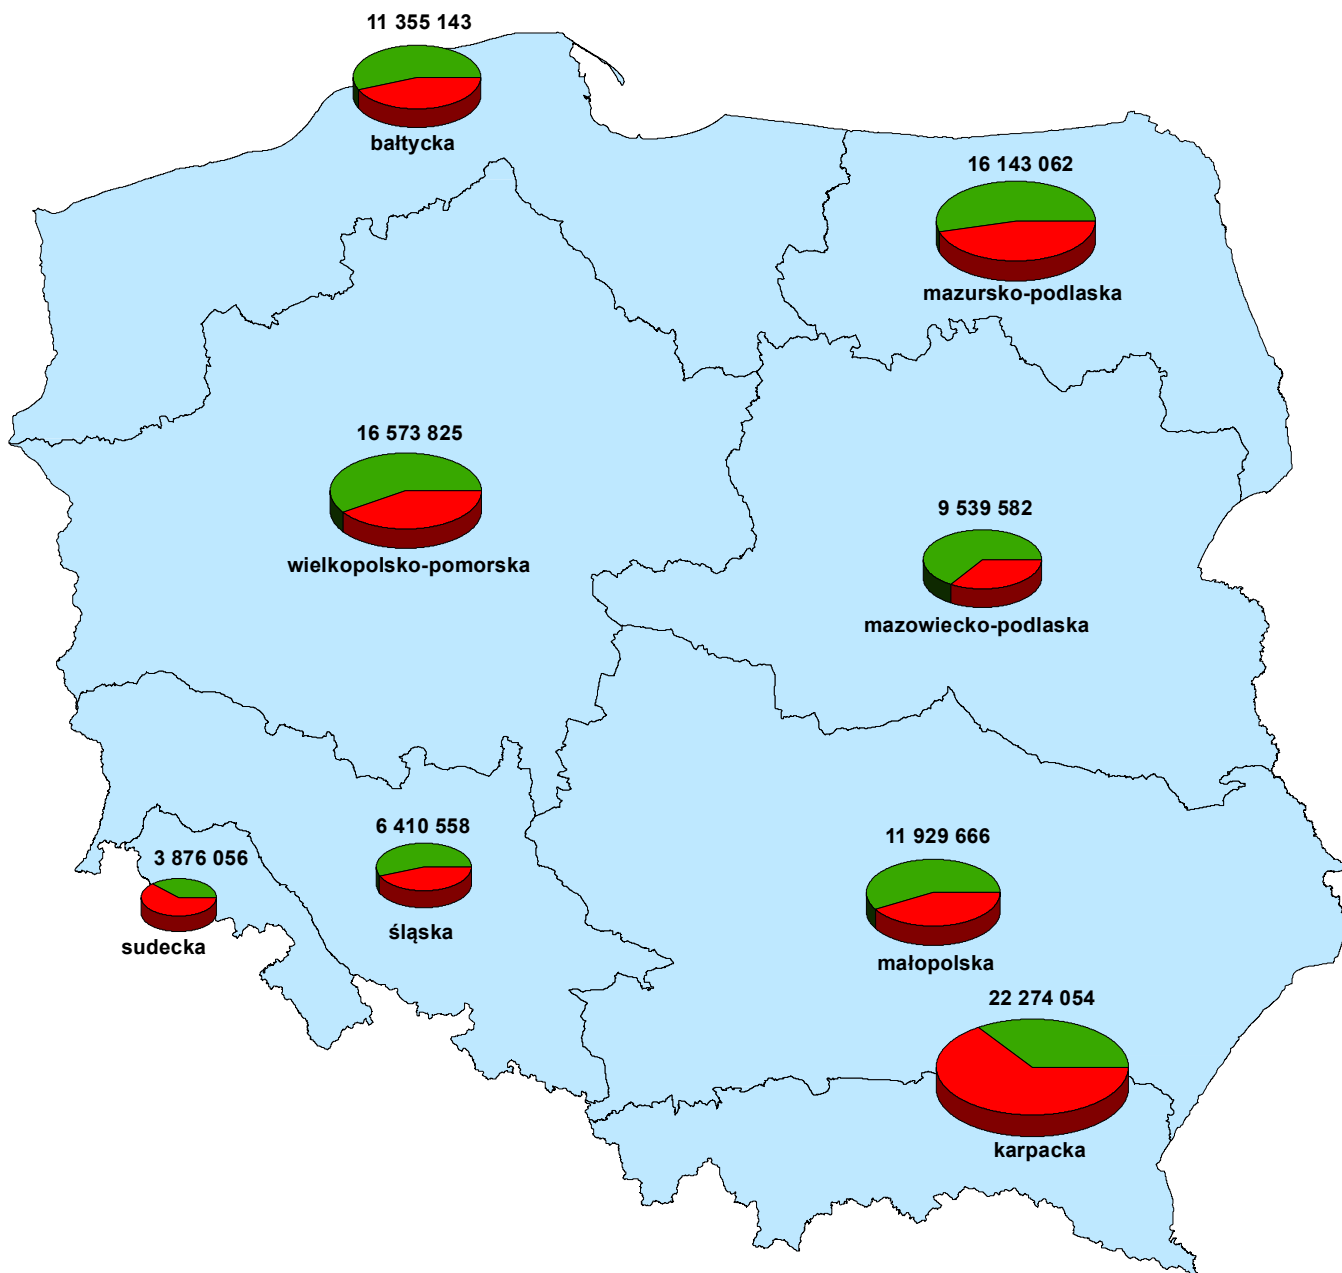 11 355 143
bałtycka
16 143 062
mazursko-podlaska
16 573 825
wielkopolsko-pomorska
9 539 582
mazowiecko-podlaska
6 410 558
śląska
3 876 056
sudecka
11 929 666
małopolska
22 274 054
karpacka